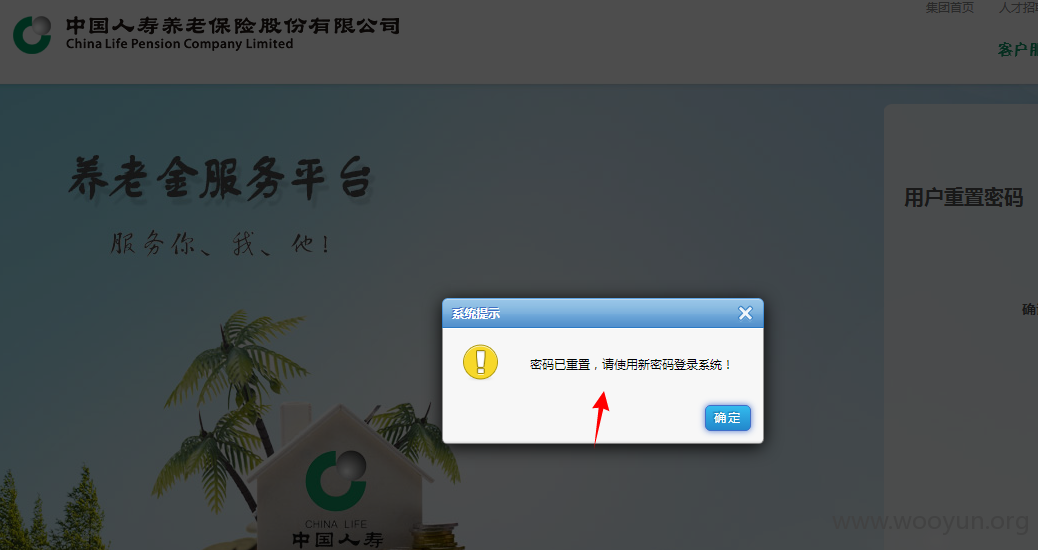 中国人寿养老保险股份有限公司
China Life Pension Company Limited
集团首页 人才招
客户服
养老金服务平台
服务你、我、他!
用户重置密码
确
系统提示
密码已重置，请使用新密码登录系统！
确定
CHINA LIFE
中国人寿
www.wooyun.org